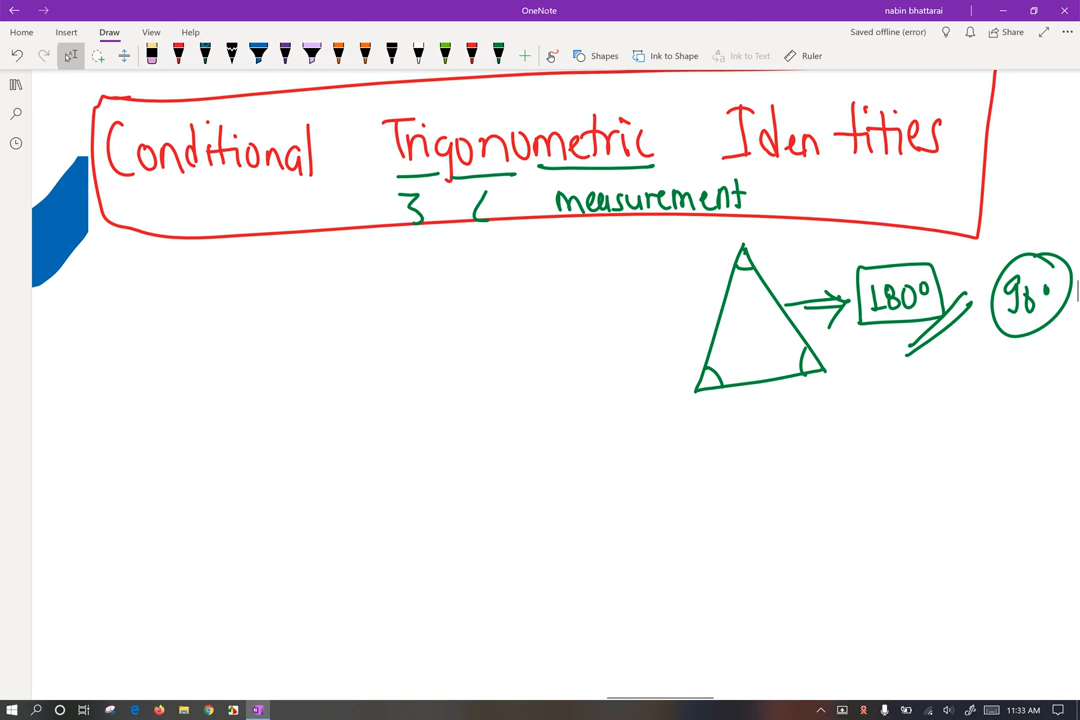 OneNote
nabin bhattarai
Home Insert Draw View Help
Saved offline (error) Share
Shapes Ink to Shape Ink to Text Ruler
Conditional Trigonometric Identities
3 < measurement
180° 90°
11:33 AM